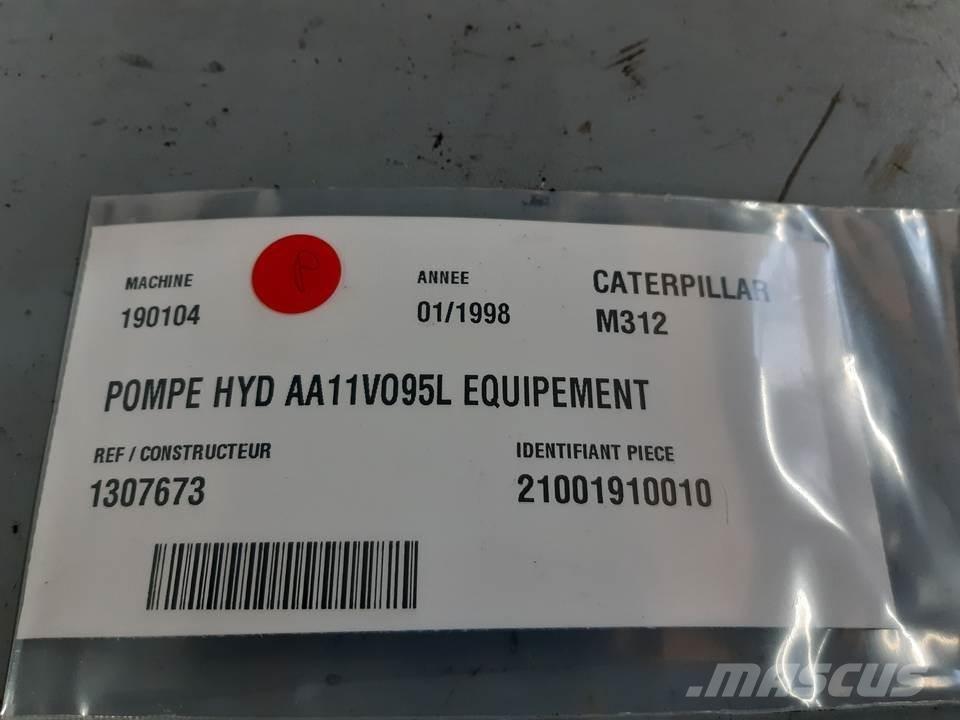 MACHINE
P
ANNEE
CATERPILLAR
190104
01/1998
M312
POMPE HYD AA11VO95L EQUIPEMENT
REF / CONSTRUCTEUR
IDENTIFIANT PIECE
1307673
21001910010
MASCUS